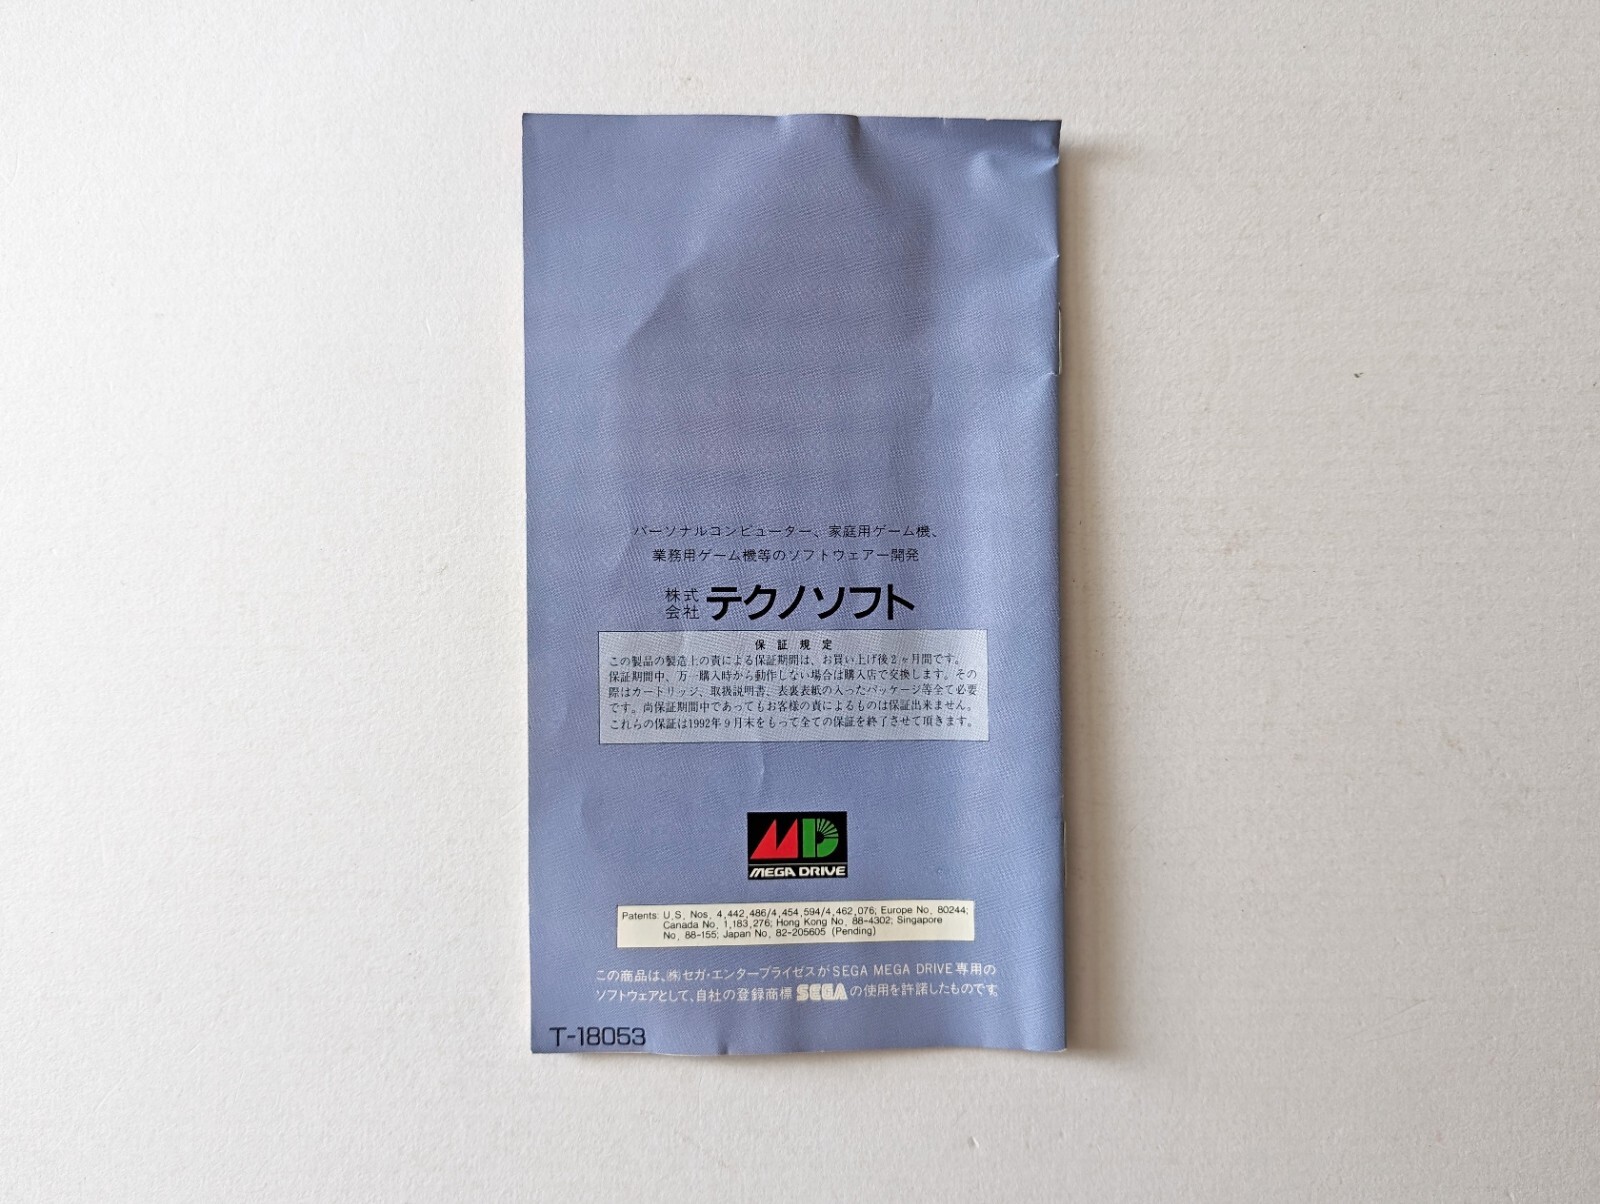 パーソナルコンピューター、家庭用ゲーム機、
業務用ゲーム機等のソフトウェアー開発
株式会社 テクノソフト
保証規定
この製品の製造上の責による保証期間は、お買い上げ後2ヶ月間です。
保証期間中、万一購入時から動作しない場合は購入店で交換します。その
際はカートリッジ、取扱説明書、表裏表紙の入ったパッケージ等全て必要
です。尚保証期間中であってもお客様の責によるものは保証出来ません。
これらの保証は1992年9月末をもって全ての保証を終了させて頂きます。
MD
MEGA DRIVE
Patents: U.S. Nos. 4,442,486/4,454,594/4,462,076; Europe No. 80244;
Canada No. 1,183,276; Hong Kong No. 88-4302; Singapore
No. 88-155; Japan No. 82-205605 (Pending)
この商品は、㈱セガ・エンタープライゼスがSEGA MEGA DRIVE専用の
ソフトウェアとして、自社の登録商標 SEGA の使用を許諾したものです。
T-18053